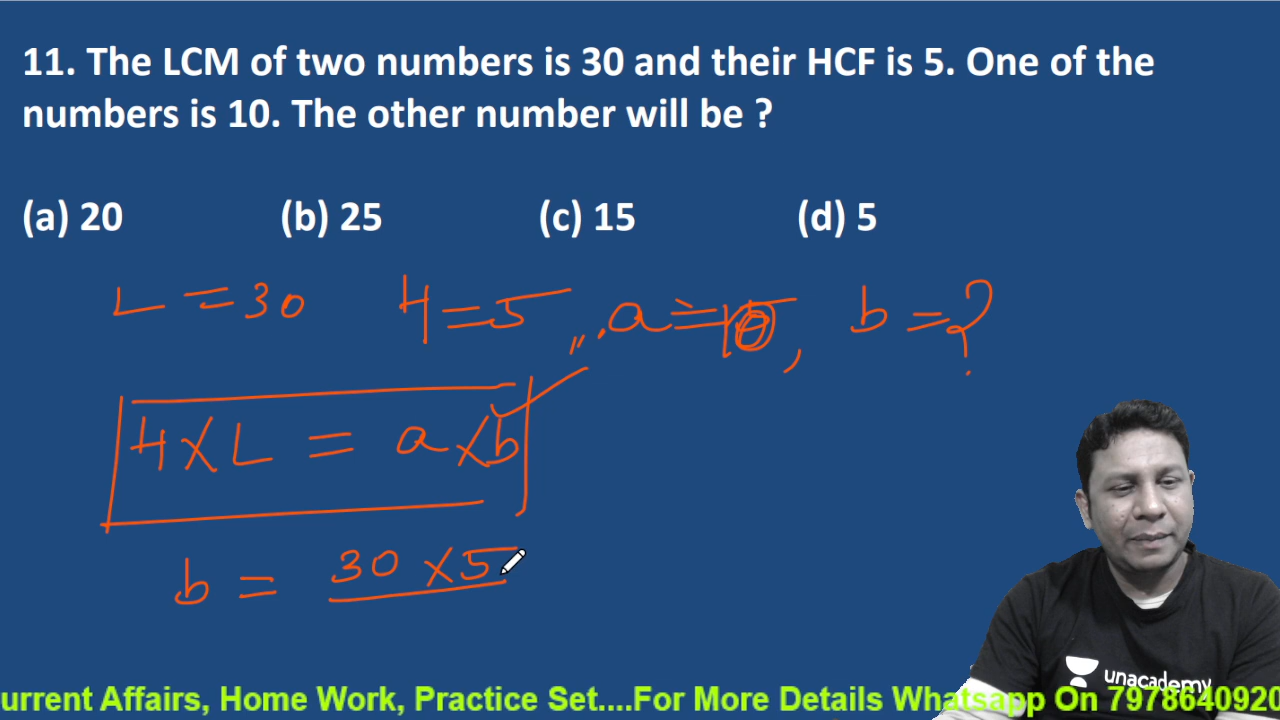 11. The LCM of two numbers is 30 and their HCF is 5. One of the
numbers is 10. The other number will be ?
(a) 20 (b) 25 (c) 15 (d) 5
L = 30 H = 5 , a = 10 , b = ?
H × L = a × b
b = 30 × 5
unacademy
urrent Affairs, Home Work, Practice Set....For More Details Whatsapp On 7978640920